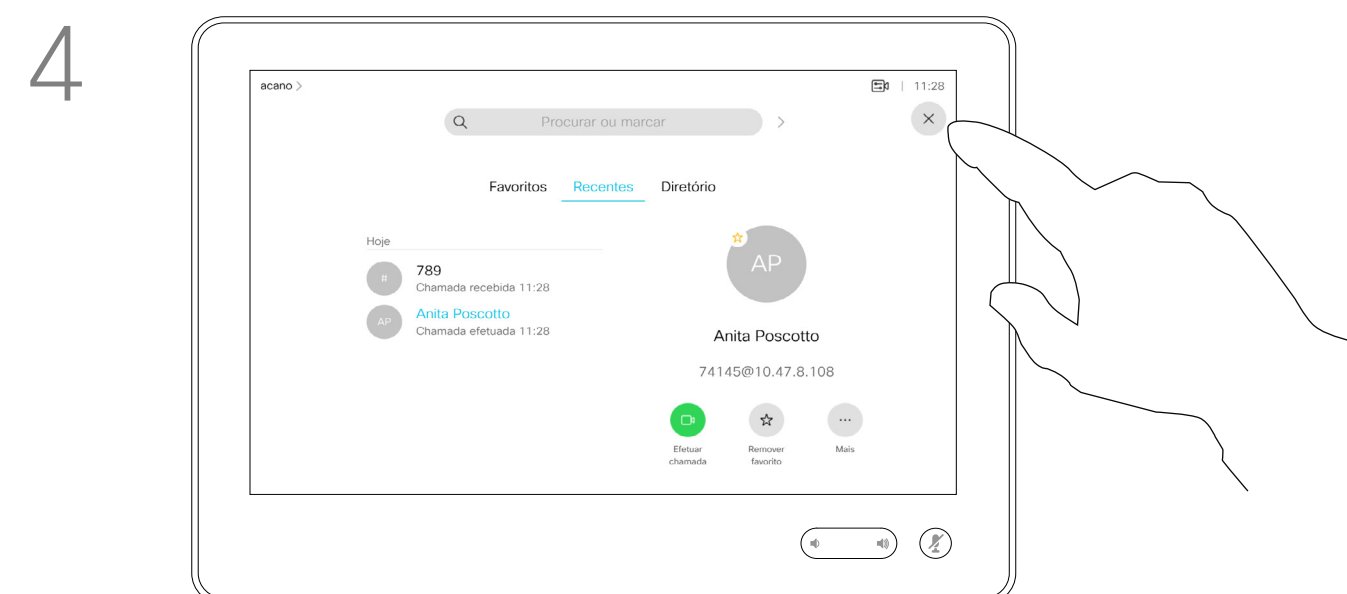 4
acano >
| 11:28
Procurar ou marcar
Favoritos Recentes Diretório
Hoje
#
789
Chamada recebida 11:28
AP
Anita Poscotto
Chamada efetuada 11:28
AP
Anita Poscotto
74145@10.47.8.108
Efetuar
chamada
Remover
favorito
Mais